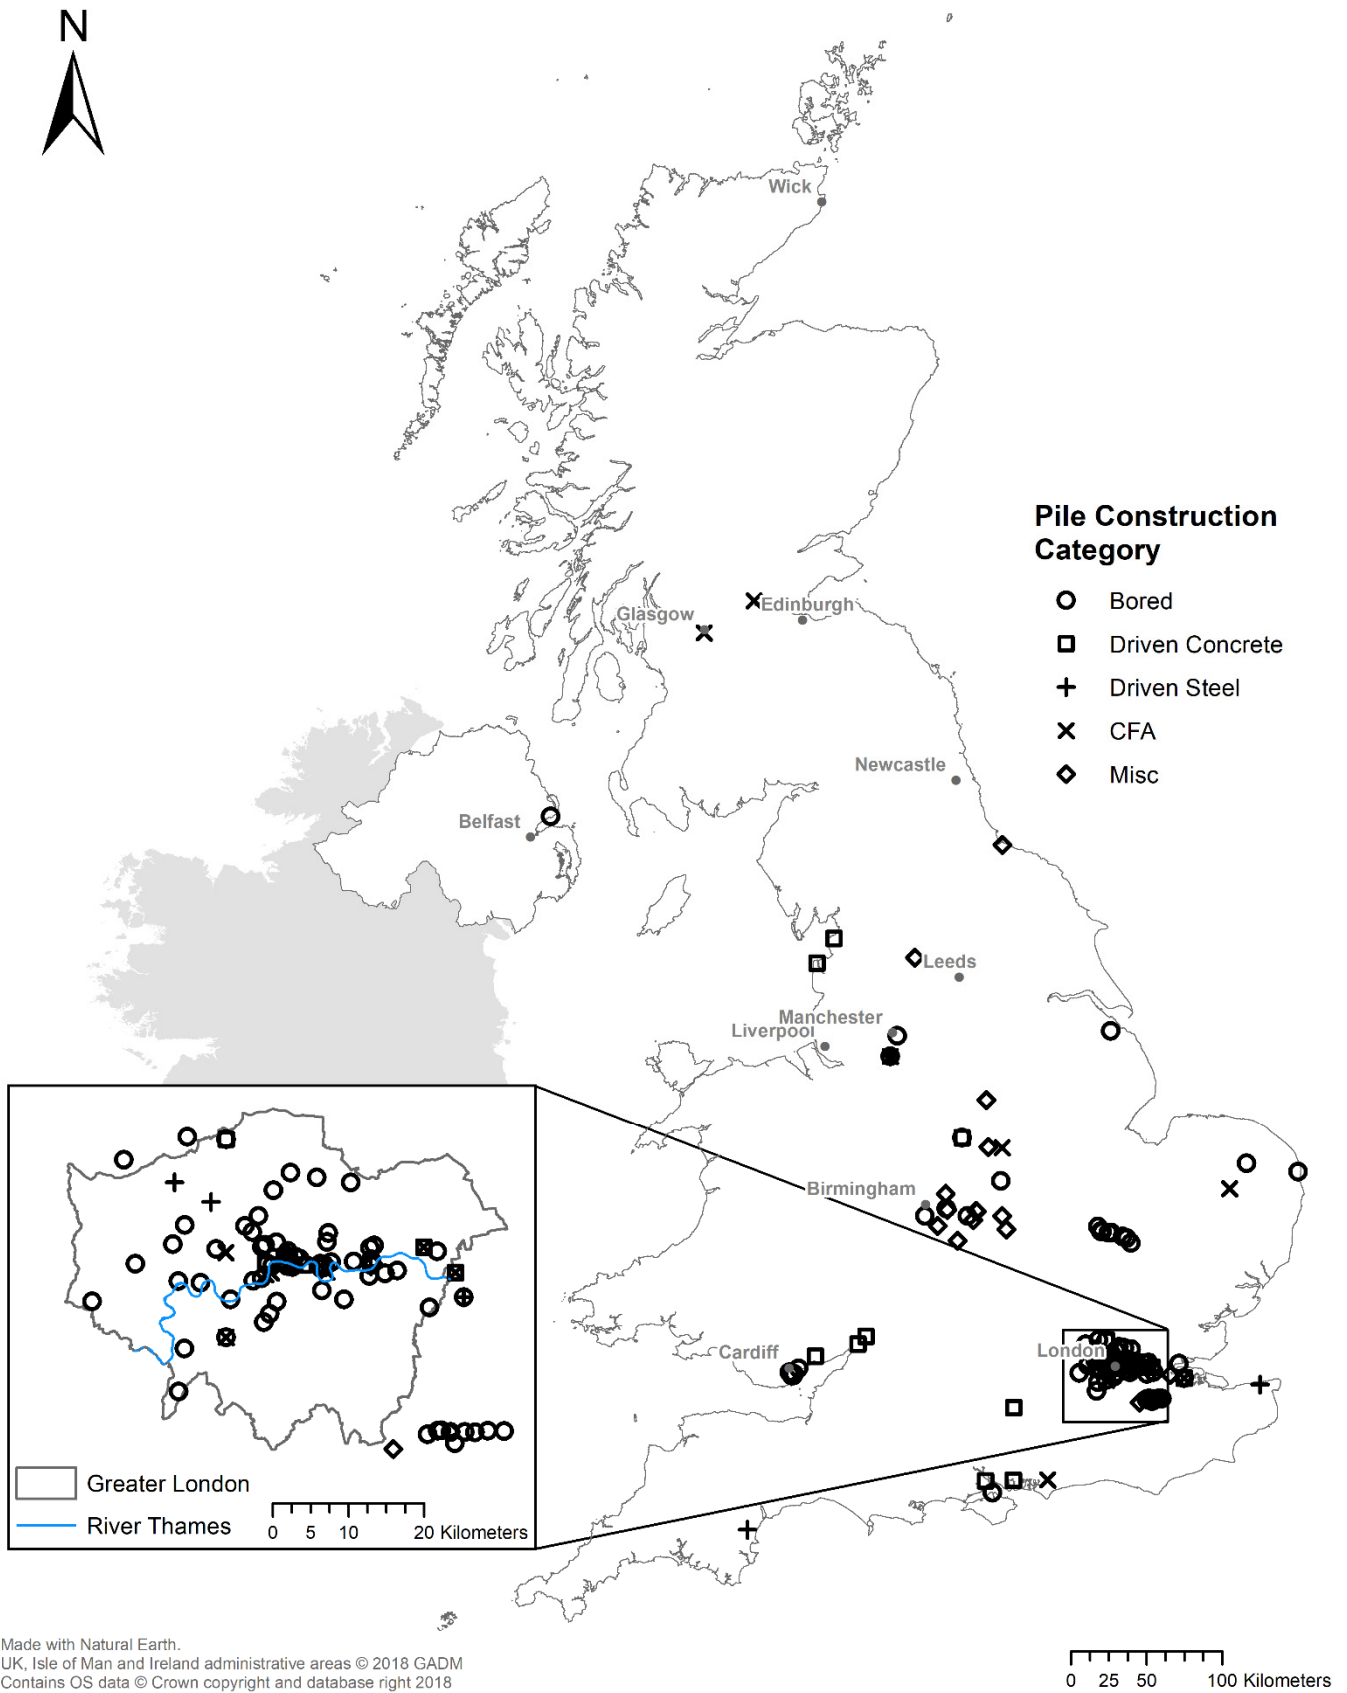 N
Wick
Pile Construction
Category
Bored
Driven Concrete
Driven Steel
CFA
Misc
Glasgow
Edinburgh
Newcastle
Belfast
Leeds
Manchester
Liverpool
Birmingham
Cardiff
London
Greater London
River Thames
0 5 10 20 Kilometers
Made with Natural Earth.
UK, Isle of Man and Ireland administrative areas © 2018 GADM
Contains OS data © Crown copyright and database right 2018
0 25 50 100 Kilometers